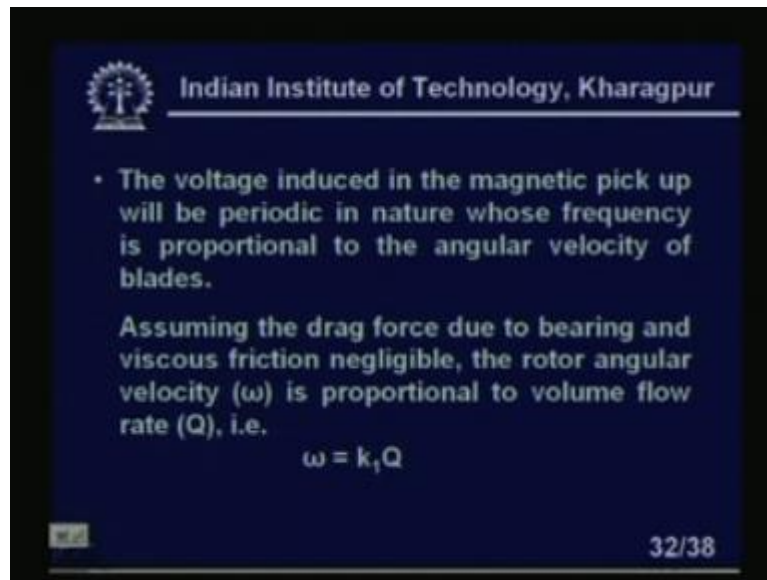 Indian Institute of Technology, Kharagpur
• The voltage induced in the magnetic pick up
will be periodic in nature whose frequency
is proportional to the angular velocity of
blades.
Assuming the drag force due to bearing and
viscous friction negligible, the rotor angular
velocity (ω) is proportional to volume flow
rate (Q), i.e.
ω = k₁Q
32/38